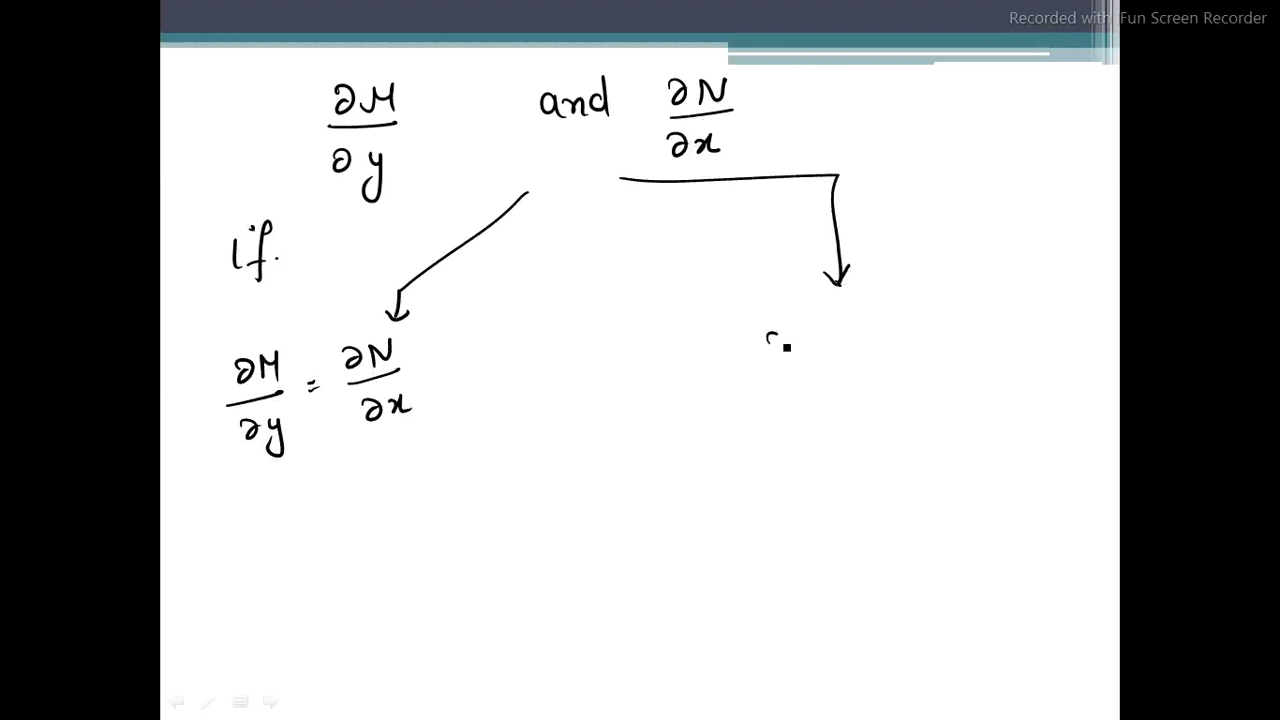 Recorded with Fun Screen Recorder
∂M/∂y and ∂N/∂x
If
∂M/∂y = ∂N/∂x